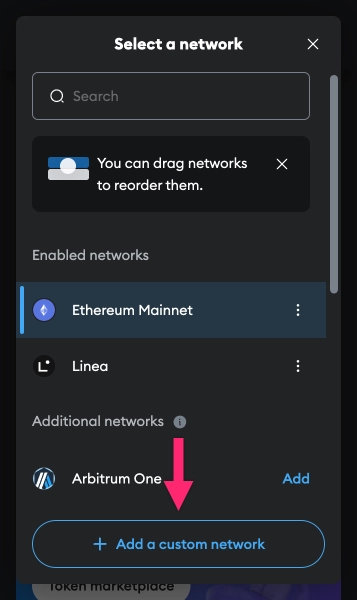 Select a network
Search
You can drag networks
to reorder them.
Enabled networks
Ethereum Mainnet
Linea
Additional networks
Arbitrum One
Add
+ Add a custom network
Token marketplace